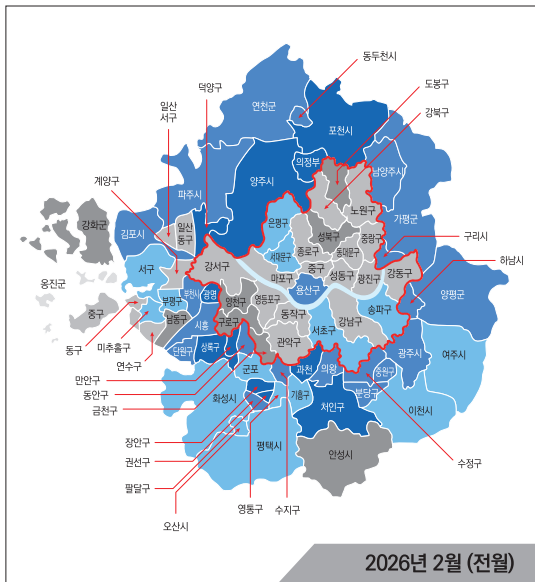 동두천시
덕양구
도봉구
일산
서구
연천군
강북구
포천시
계양구
의정부
남양주시
양주시
파주시
노원구
강화군
은평구
가평군
김포시
일산
동구
성북구
중랑구
구리시
서대문구
종로구
동대문구
하남시
서구
강서구
중구
성동구
광진구
강동구
마포구
옹진군
부천시
광명
용산구
양평군
부평구
양천구
영등포구
송파구
중구
남동구
구로구
동작구
서초구
강남구
시흥
동구
미추홀구
관악구
광주시
여주시
연수구
단원구
상록구
만안구
군포
과천
의왕
중원구
동안구
분당구
금천구
화성시
기흥구
처인구
이천시
장안구
수정구
권선구
평택시
안성시
팔달구
영통구
수지구
오산시
2026년 2월 (전월)